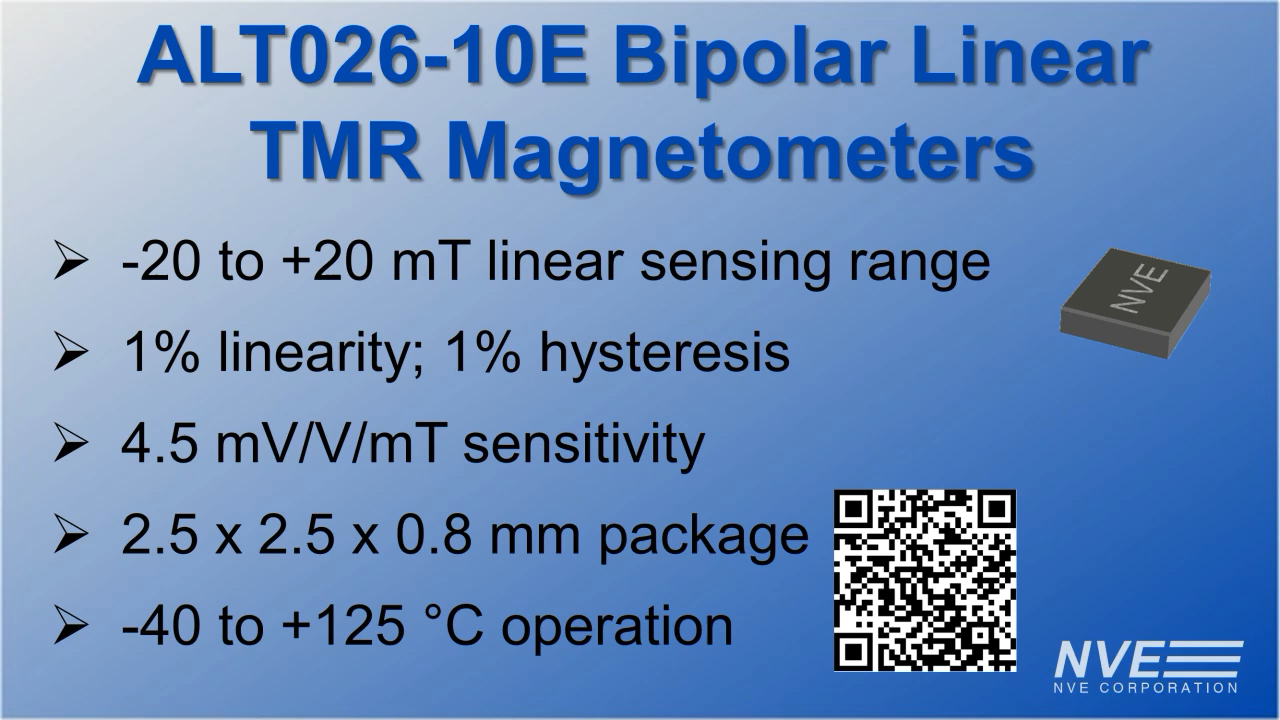 ALT026-10E Bipolar Linear
TMR Magnetometers
-20 to +20 mT linear sensing range
NVE
1% linearity; 1% hysteresis
4.5 mV/V/mT sensitivity
2.5 x 2.5 x 0.8 mm package
-40 to +125 °C operation
NVE
NVE CORPORATION